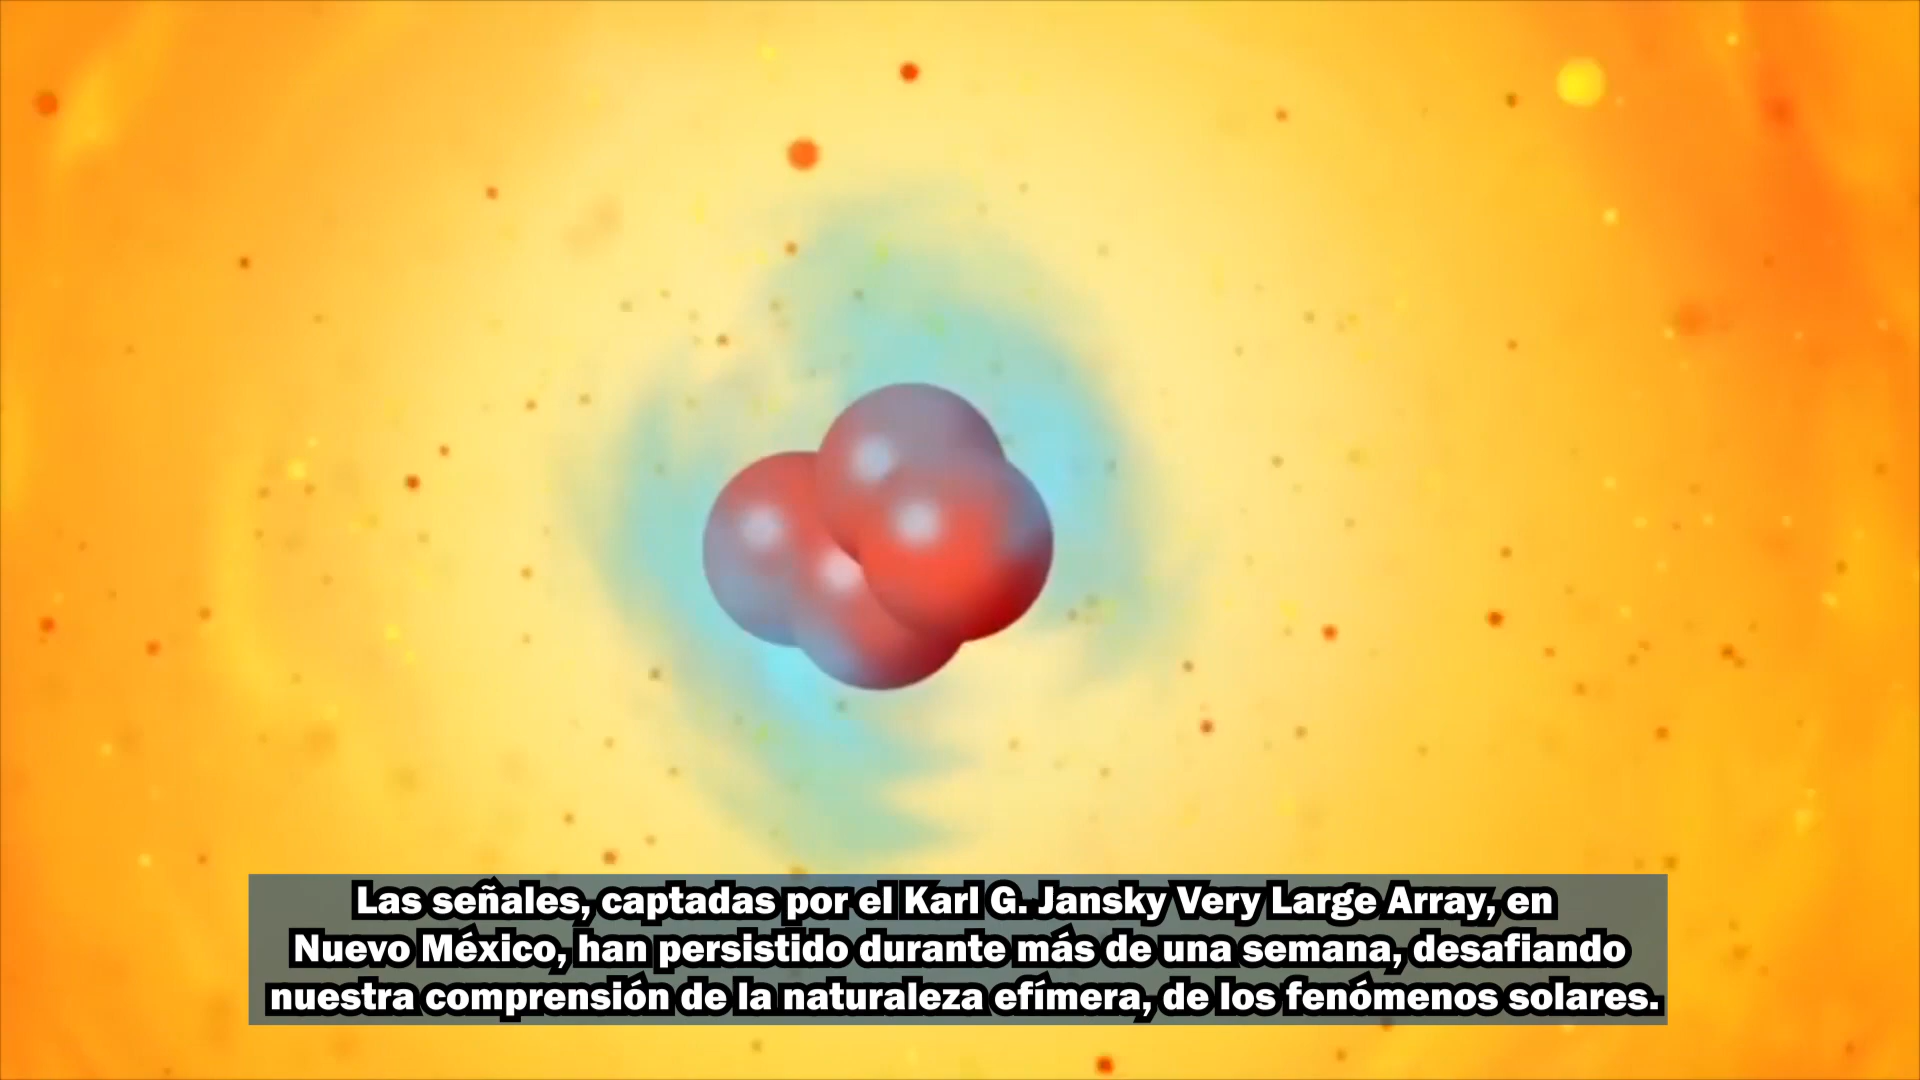 Las señales, captadas por el Karl G. Jansky Very Large Array, en
Nuevo México, han persistido durante más de una semana, desafiando
nuestra comprensión de la naturaleza efímera, de los fenómenos solares.